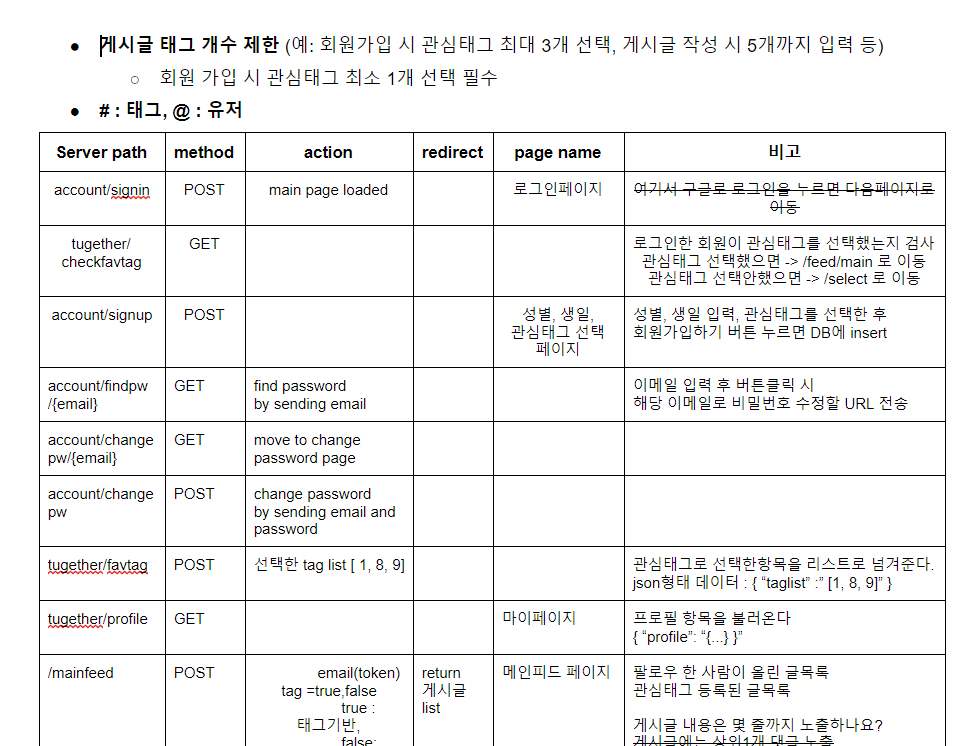 ● 게시글 태그 개수 제한 (예: 회원가입 시 관심태그 최대 3개 선택, 게시글 작성 시 5개까지 입력 등)
○ 회원 가입 시 관심태그 최소 1개 선택 필수
● # : 태그, @ : 유저
Server path method action redirect page name 비고
account/signin POST main page loaded 로그인페이지 여기서 구글로 로그인을 누르면 다음페이지로
이동
tugether/ GET 로그인한 회원이 관심태그를 선택했는지 검사
checkfavtag 관심태그 선택했으면 -> /feed/main 로 이동
관심태그 선택안했으면 -> /select 로 이동
account/signup POST 성별, 생일, 성별, 생일 입력, 관심태그를 선택한 후
관심태그 선택 회원가입하기 버튼 누르면 DB에 insert
페이지
account/findpw GET find password 이메일 입력 후 버튼클릭 시
/{email} by sending email 해당 이메일로 비밀번호 수정할 URL 전송
account/change GET move to change
pw/{email} password page
account/change POST change password
pw by sending email and
password
tugether/favtag POST 선택한 tag list [ 1, 8, 9] 관심태그로 선택한항목을 리스트로 넘겨준다.
json형태 데이터 : { “taglist” :” [1, 8, 9]” }
tugether/profile GET 마이페이지 프로필 항목을 불러온다
{ “profile”: “{...} }”
/mainfeed POST email(token) return 메인피드 페이지 팔로우 한 사람이 올린 글목록
tag =true,false 게시글 관심태그 등록된 글목록
true : list
태그기반, 게시글 내용은 몇 줄까지 노출하나요?
false: 게시글에는 상위1개 댓글 노출